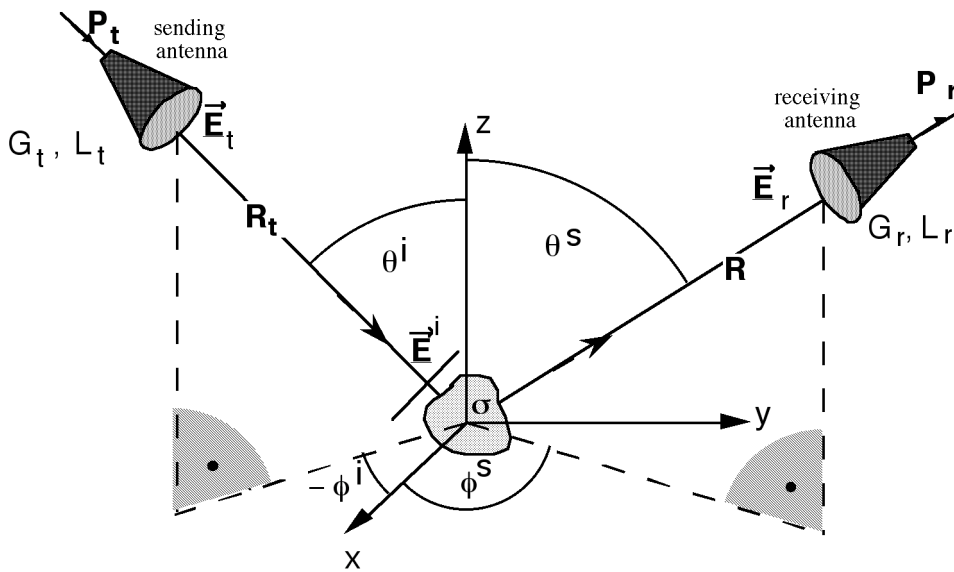 P_t
sending
antenna
G_t , L_t
E_t
R_t
z
θ^i
θ^s
receiving
antenna
P_r
E_r
G_r, L_r
R
E^i
σ
y
-ϕ^i
ϕ^s
x